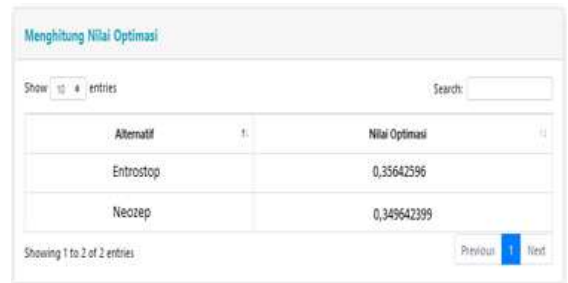 Menghitung Nilai Optimasi
Show 10 entries
Search:
Alternatif Nilai Optimasi
Entrostop 0,35642596
Neozep 0,349642399
Showing 1 to 2 of 2 entries
Previous 1 Next